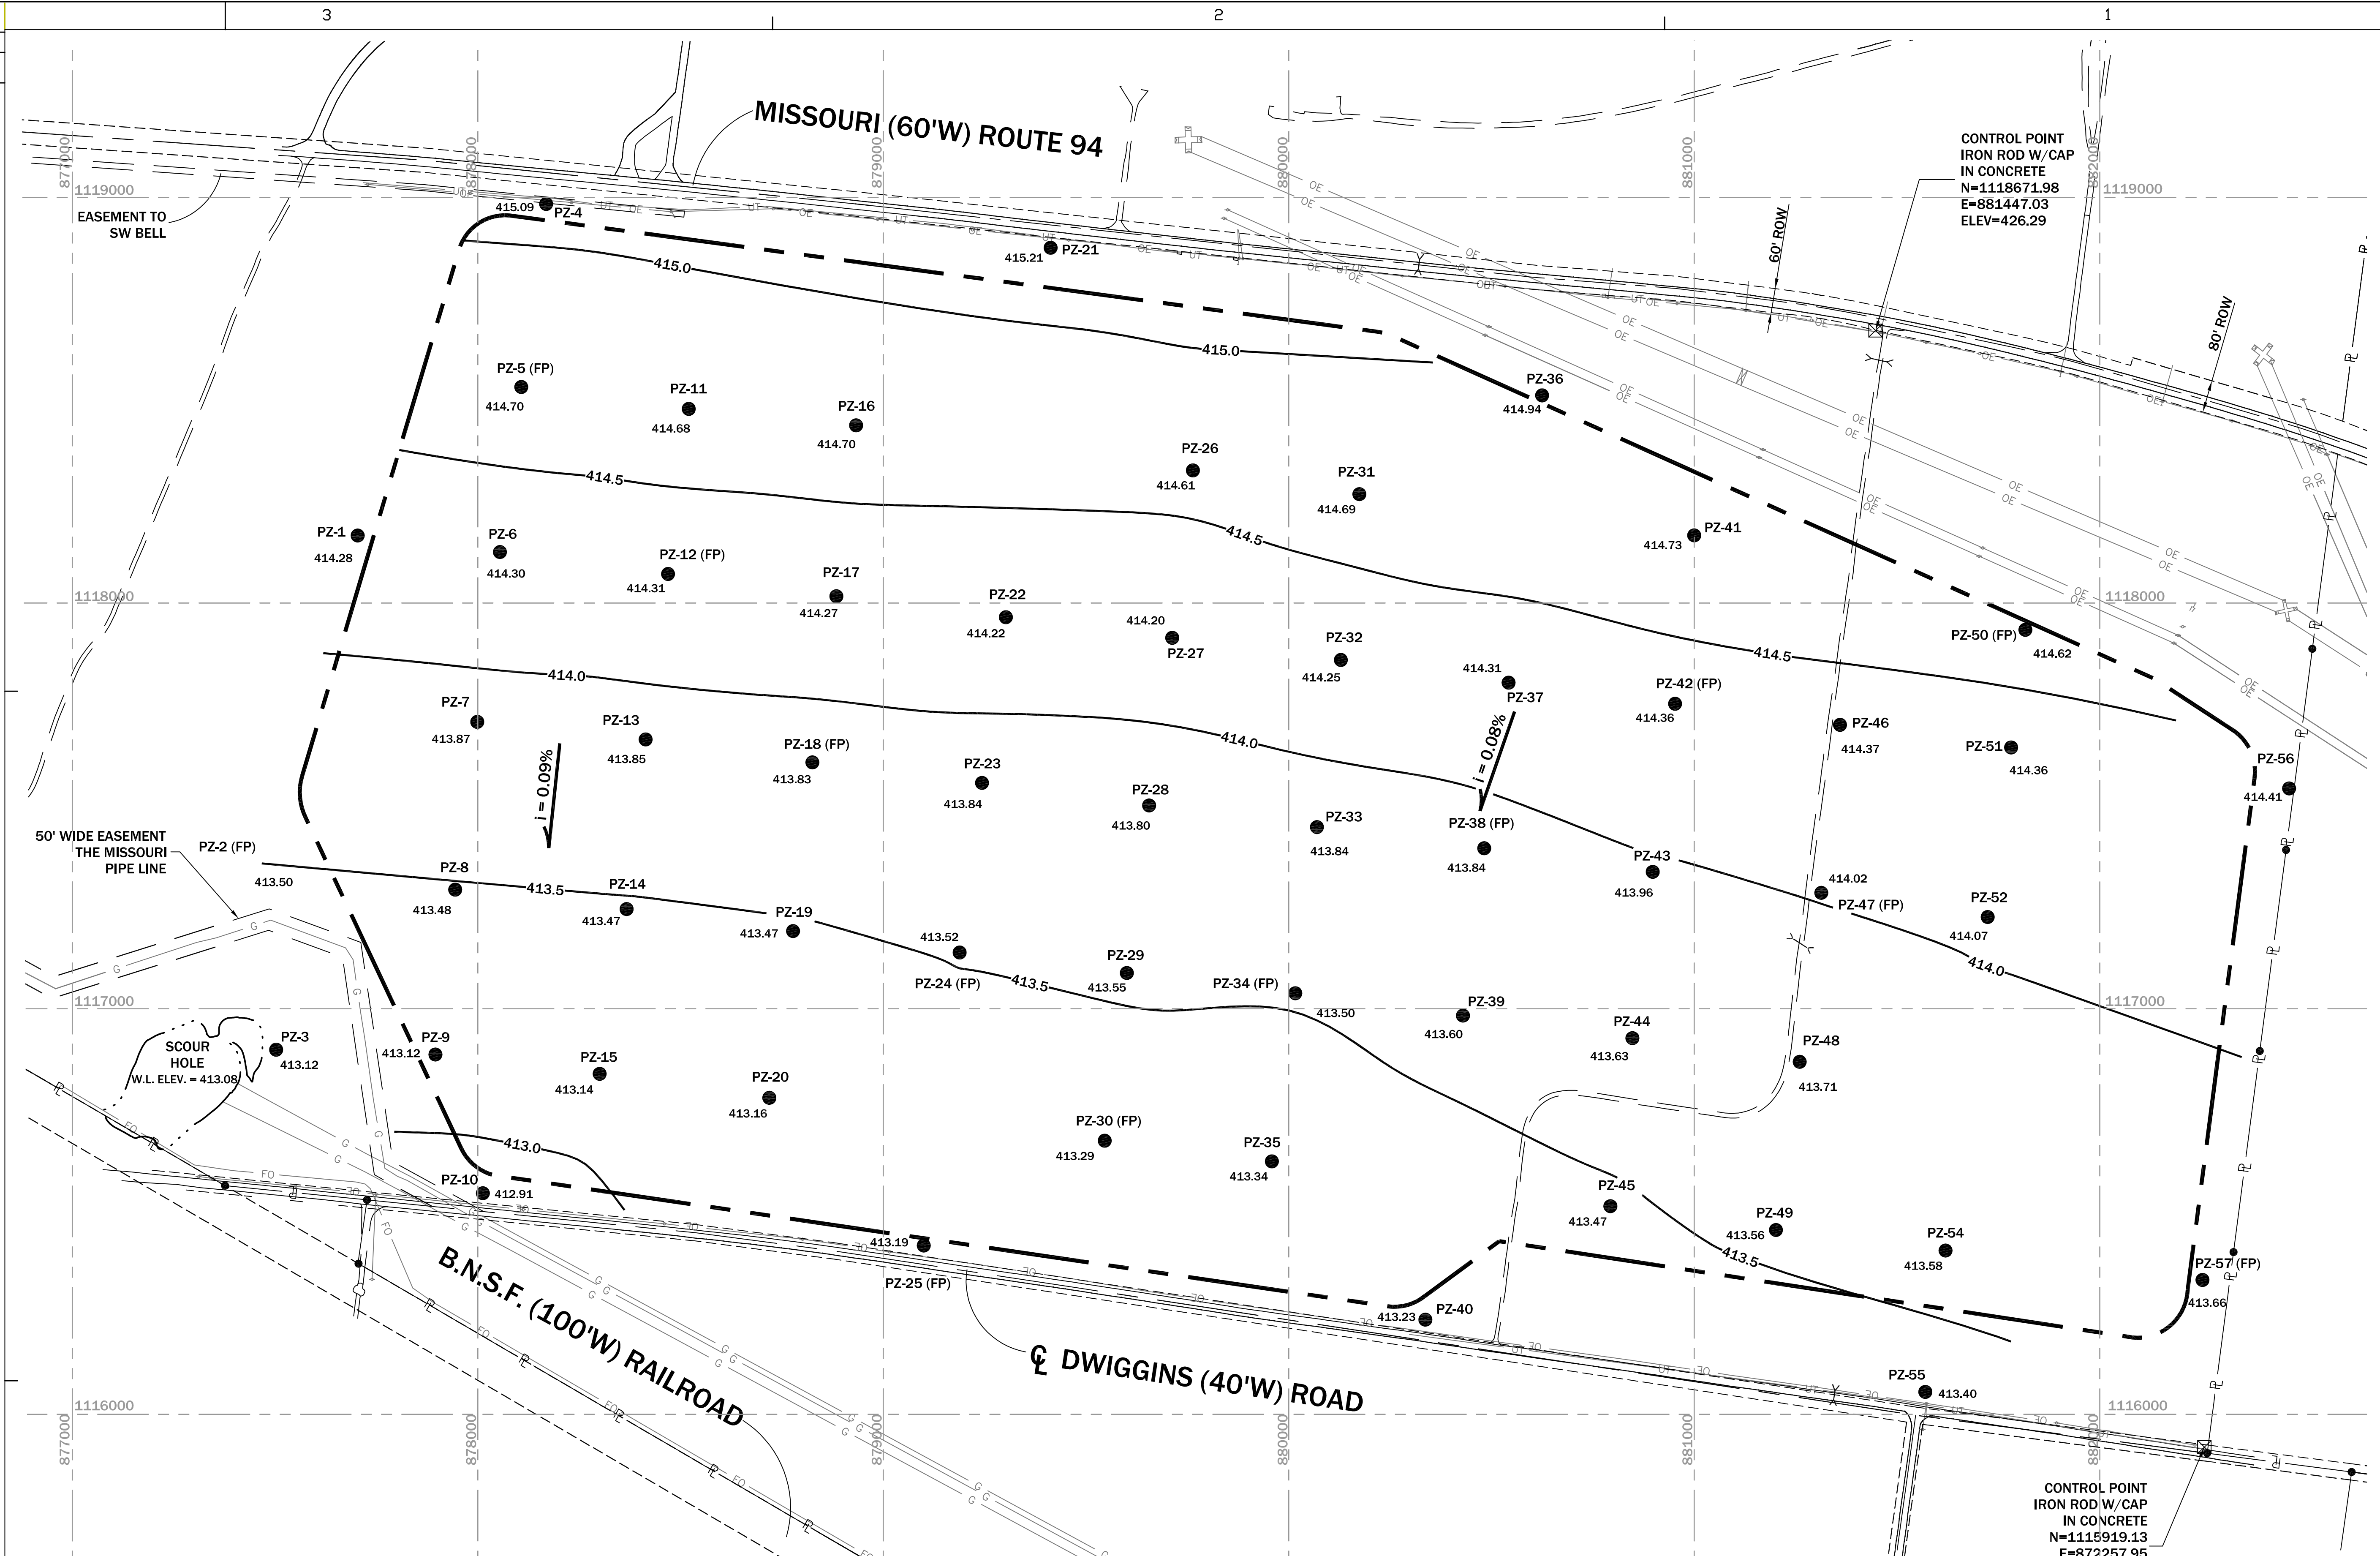 3
2
1
MISSOURI (60'W) ROUTE 94
877000
878000
879000
880000
881000
882000
1119000
1119000
CONTROL POINT
IRON ROD W/CAP
IN CONCRETE
N=1118671.98
E=881447.03
ELEV=426.29
EASEMENT TO
SW BELL
60' ROW
80' ROW
415.09
PZ-4
415.21
PZ-21
415.0
415.0
PZ-5 (FP)
414.70
PZ-11
414.68
PZ-16
414.70
PZ-36
414.94
PZ-26
414.61
PZ-31
414.69
414.5
414.5
414.5
PZ-1
414.28
PZ-6
414.30
PZ-12 (FP)
414.31
PZ-17
414.27
PZ-41
414.73
1118000
1118000
PZ-22
414.22
414.20
PZ-27
PZ-32
414.25
414.31
PZ-37
PZ-42 (FP)
414.36
PZ-50 (FP)
414.62
414.0
414.0
414.0
PZ-7
413.87
PZ-13
413.85
PZ-18 (FP)
413.83
PZ-23
413.84
PZ-28
413.80
PZ-33
413.84
PZ-38 (FP)
413.84
PZ-46
414.37
PZ-51
414.36
PZ-56
414.41
i = 0.09%
i = 0.08%
50' WIDE EASEMENT
THE MISSOURI
PIPE LINE
PZ-2 (FP)
413.50
PZ-8
413.48
413.5
PZ-14
413.47
PZ-19
413.47
413.52
PZ-24 (FP)
413.5
PZ-29
413.55
PZ-34 (FP)
413.50
PZ-43
413.96
414.02
PZ-47 (FP)
PZ-52
414.07
1117000
1117000
PZ-39
413.60
PZ-44
413.63
PZ-48
413.71
SCOUR
HOLE
W.L. ELEV. = 413.08
PZ-3
413.12
PZ-9
413.12
PZ-15
413.14
PZ-20
413.16
PZ-30 (FP)
413.29
PZ-35
413.34
413.0
PZ-10
412.91
PZ-45
413.47
PZ-49
413.56
413.5
PZ-54
413.58
PZ-57 (FP)
413.66
413.19
PZ-25 (FP)
413.23
PZ-40
B.N.S.F. (100'W) RAILROAD
℄ DWIGGINS (40'W) ROAD
PZ-55
413.40
1116000
1116000
877000
878000
879000
880000
881000
882000
CONTROL POINT
IRON ROD W/CAP
IN CONCRETE
N=1115919.13
E=872257.95